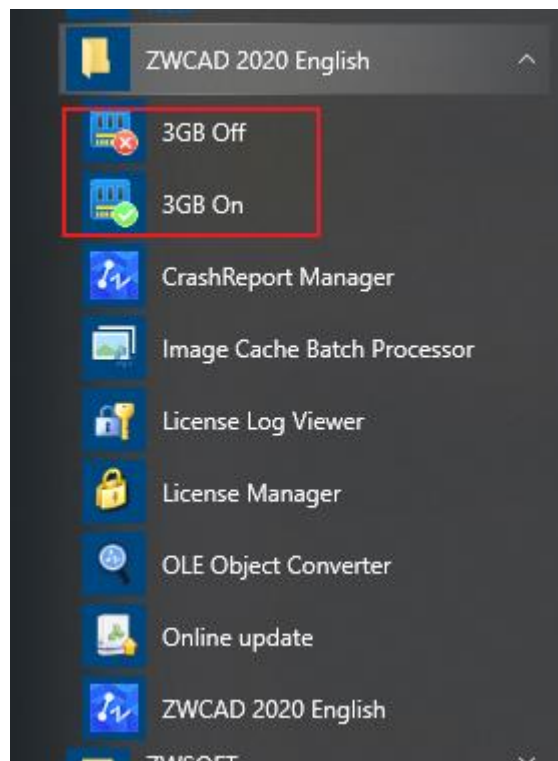 ZWCAD 2020 English
3GB Off
3GB On
CrashReport Manager
Image Cache Batch Processor
License Log Viewer
License Manager
OLE Object Converter
Online update
ZWCAD 2020 English
ZWSOFT